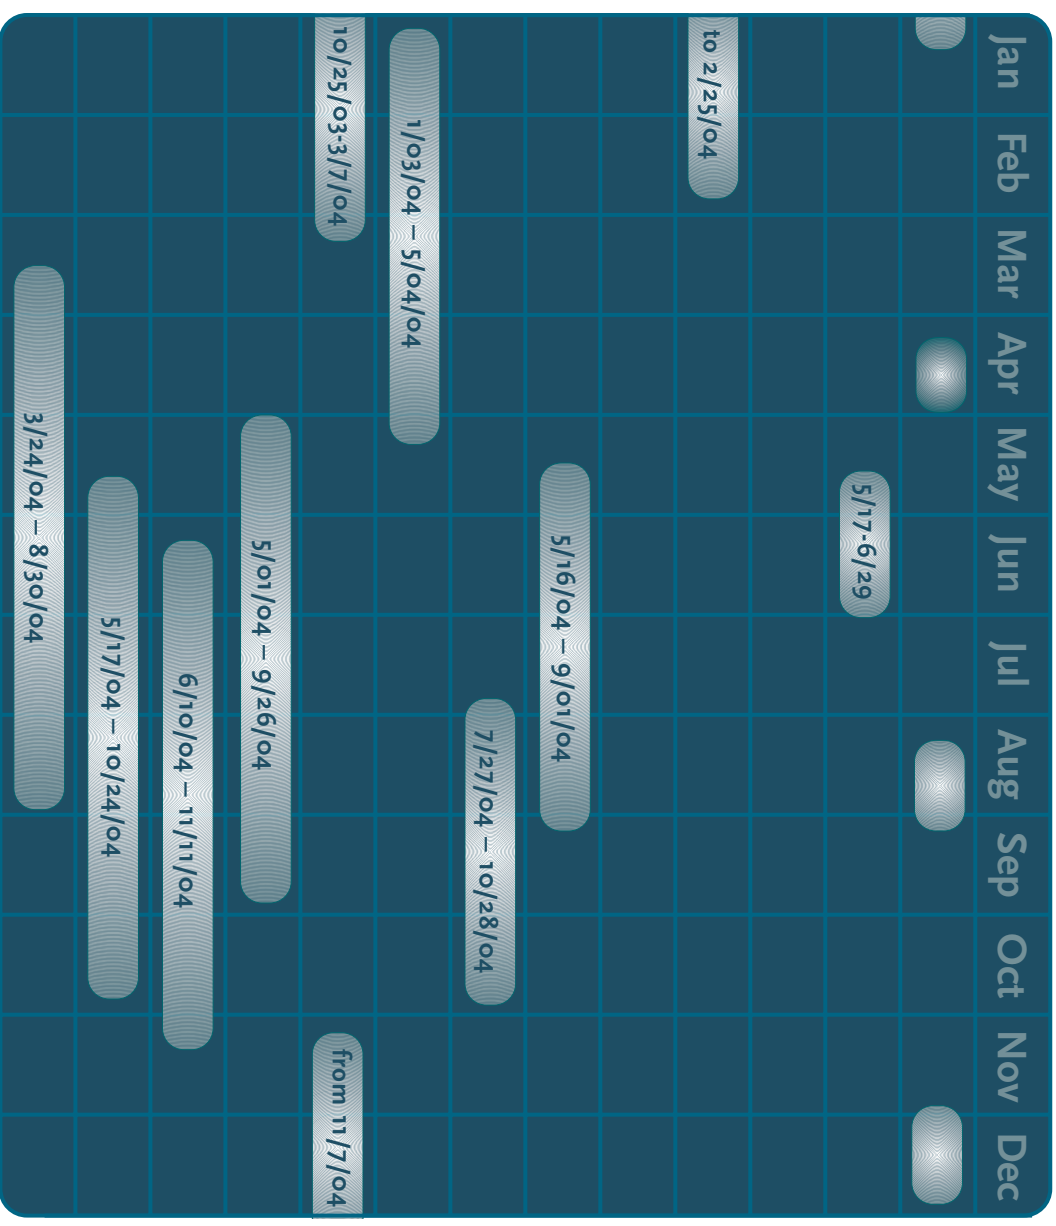 Jan Feb Mar Apr May Jun Jul Aug Sep Oct Nov Dec
5/17-6/29
to 2/25/04
5/16/04 – 9/01/04
7/27/04 – 10/28/04
1/03/04 – 5/04/04
10/25/03-3/7/04
from 11/7/04
5/01/04 – 9/26/04
6/10/04 – 11/11/04
5/17/04 – 10/24/04
3/24/04 – 8/30/04